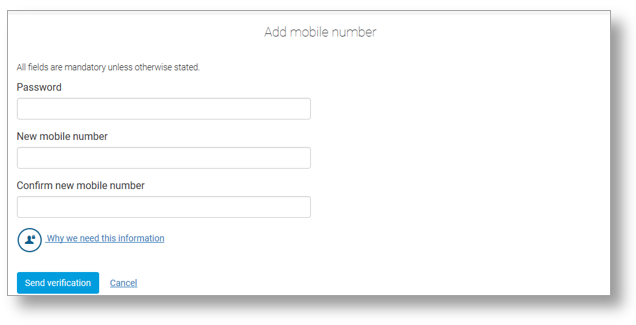 Add mobile number
All fields are mandatory unless otherwise stated.
Password
New mobile number
Confirm new mobile number
Why we need this information
Send verification Cancel